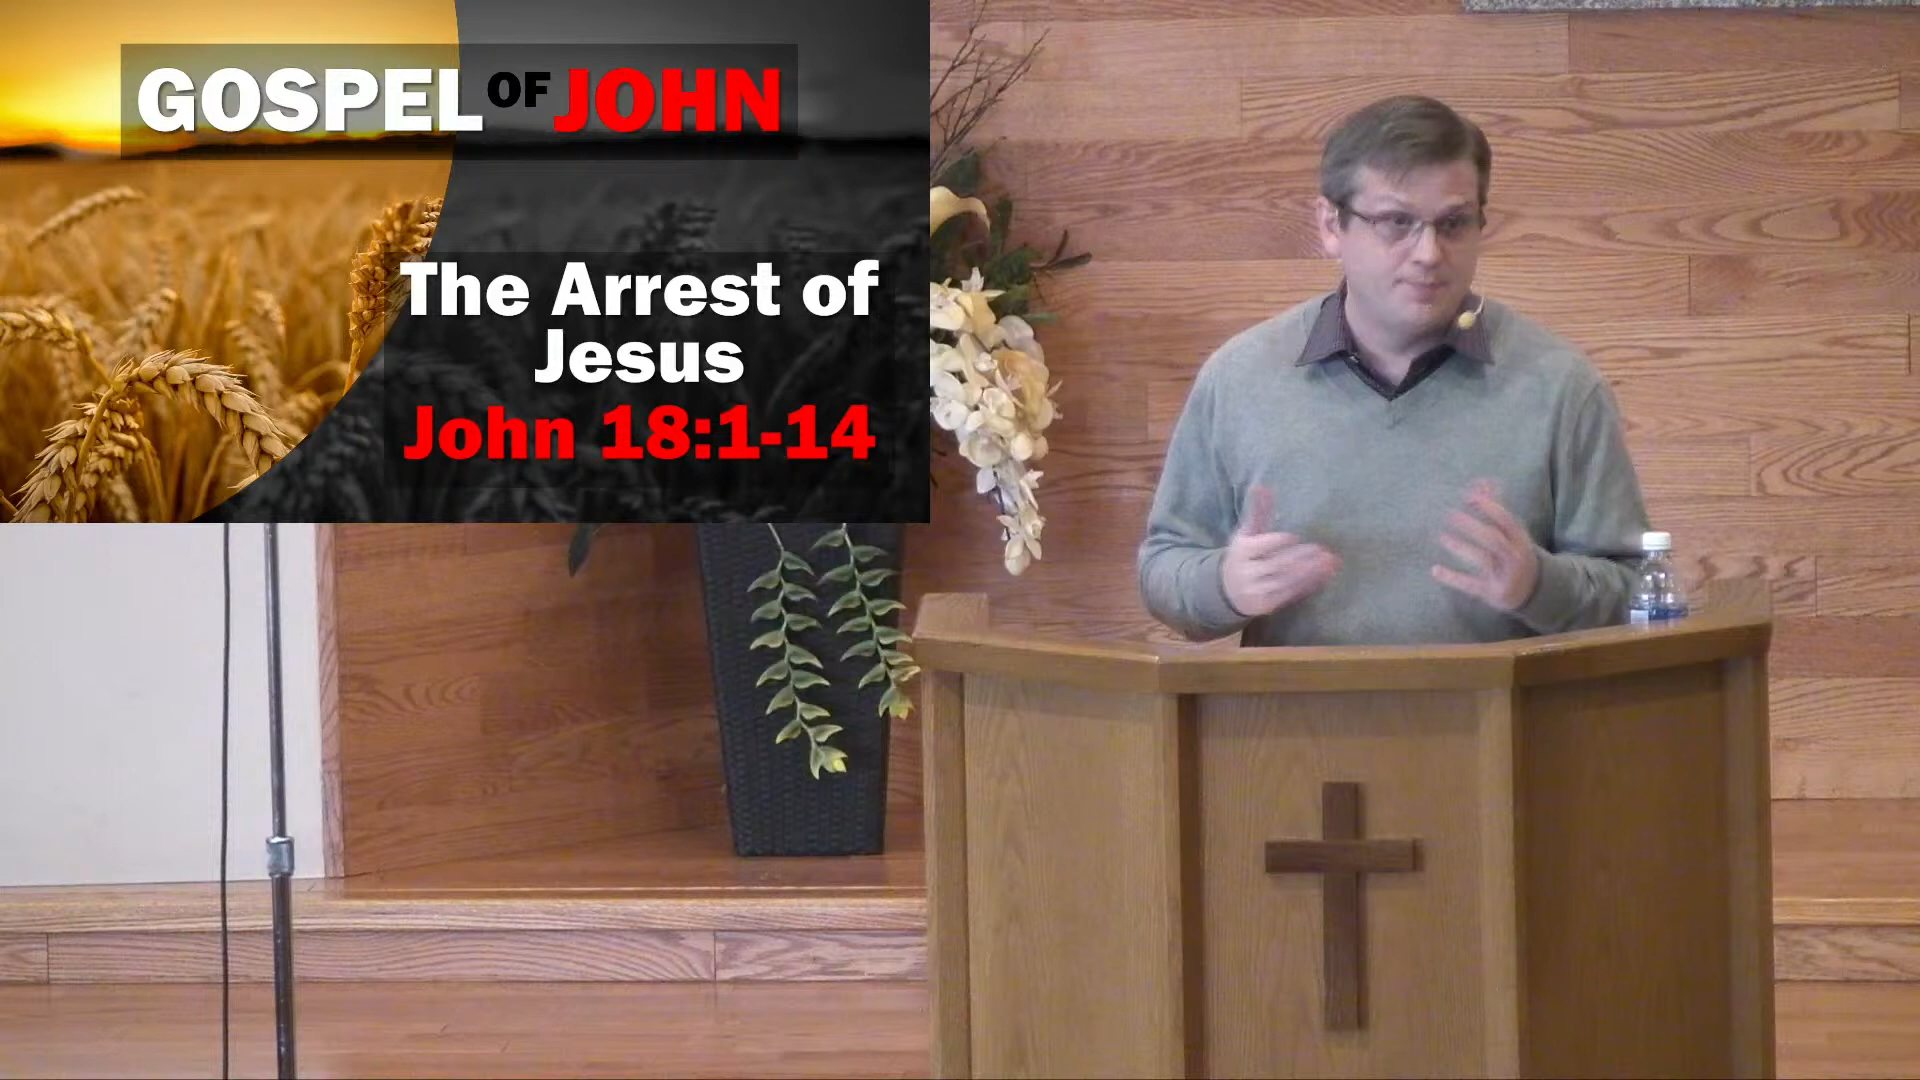 GOSPEL OF JOHN
The Arrest of
Jesus
John 18:1-14